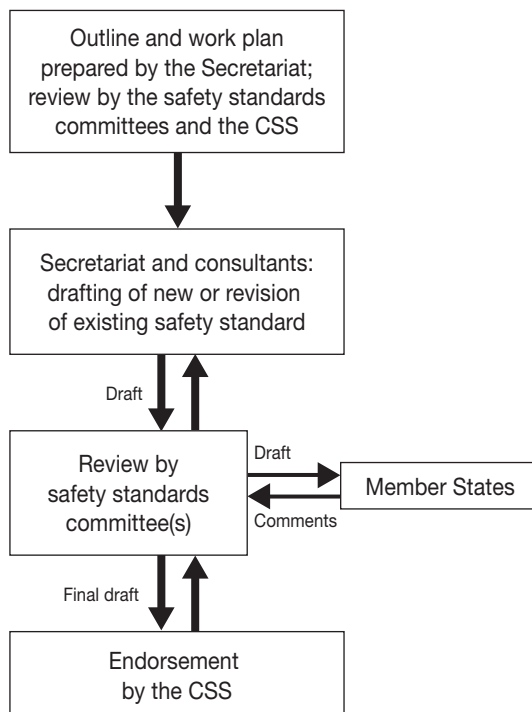 Outline and work plan
prepared by the Secretariat;
review by the safety standards
committees and the CSS
Secretariat and consultants:
drafting of new or revision
of existing safety standard
Draft
Review by
safety standards
committee(s)
Draft
Member States
Comments
Final draft
Endorsement
by the CSS